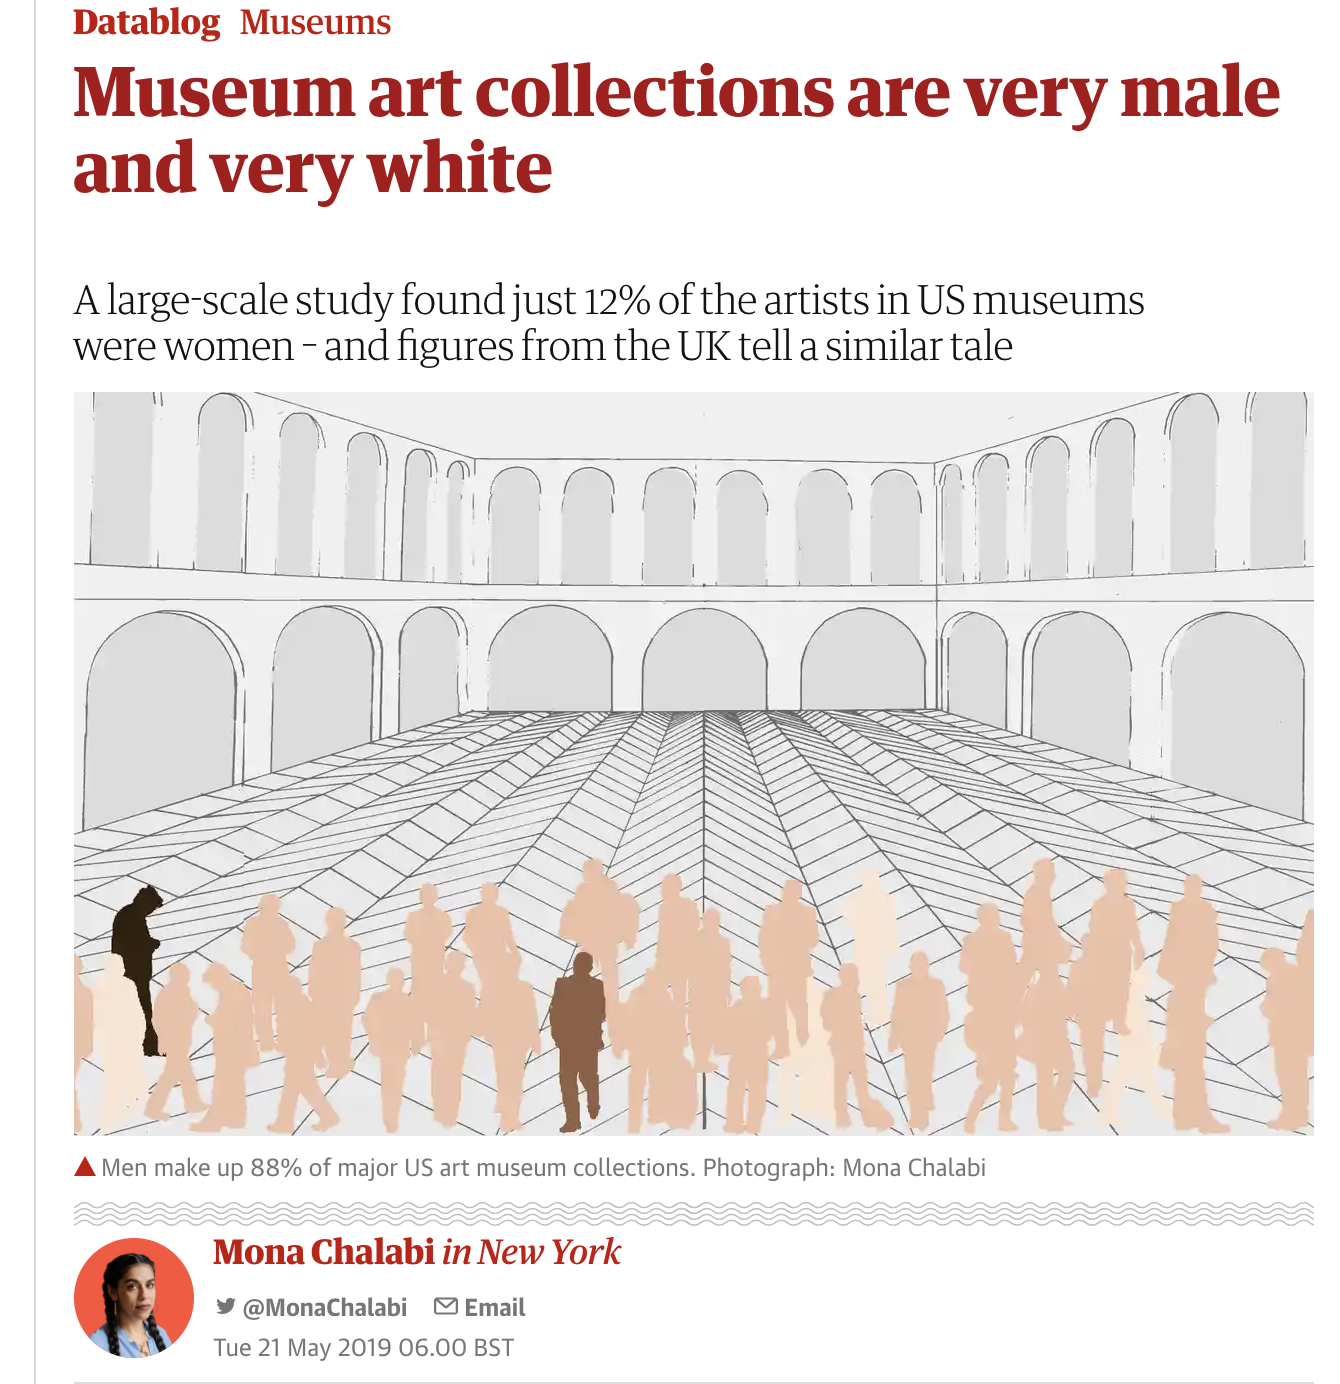 Datablog Museums
Museum art collections are very male
and very white
A large-scale study found just 12% of the artists in US museums
were women – and figures from the UK tell a similar tale
Men make up 88% of major US art museum collections. Photograph: Mona Chalabi
Mona Chalabi in New York
@MonaChalabi Email
Tue 21 May 2019 06.00 BST